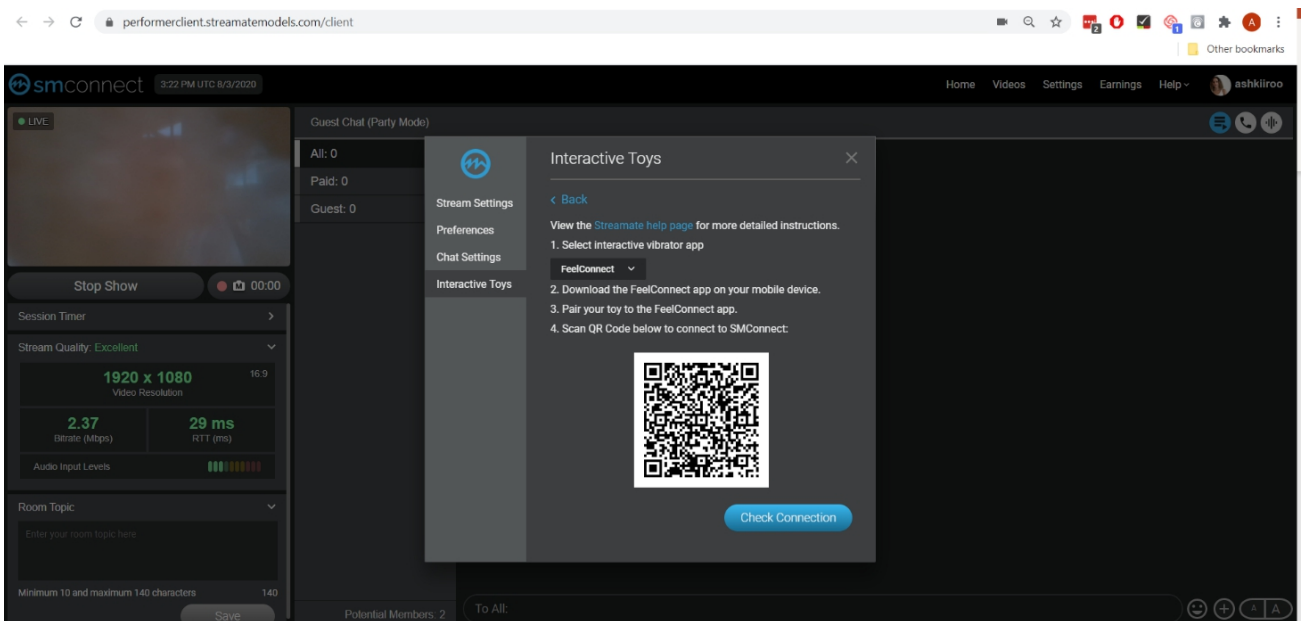 performerclient.streamatemodels.com/client
2
1
A
Other bookmarks
smconnect 3:22 PM UTC 8/3/2020
Home Videos Settings Earnings Help ashkiiroo
LIVE
Guest Chat (Party Mode)
All: 0
Paid: 0
Guest: 0
Stop Show
00:00
Session Timer
Stream Quality: Excellent
1920 x 1080 16:9
Video Resolution
2.37 29 ms
Bitrate (Mbps) RTT (ms)
Audio Input Levels
Room Topic
Enter your room topic here
Minimum 10 and maximum 140 characters 140
Save
Potential Members: 2
Stream Settings
Preferences
Chat Settings
Interactive Toys
Interactive Toys
< Back
View the Streamate help page for more detailed instructions.
1. Select interactive vibrator app
FeelConnect
2. Download the FeelConnect app on your mobile device.
3. Pair your toy to the FeelConnect app.
4. Scan QR Code below to connect to SMConnect:
Check Connection
To All:
A A